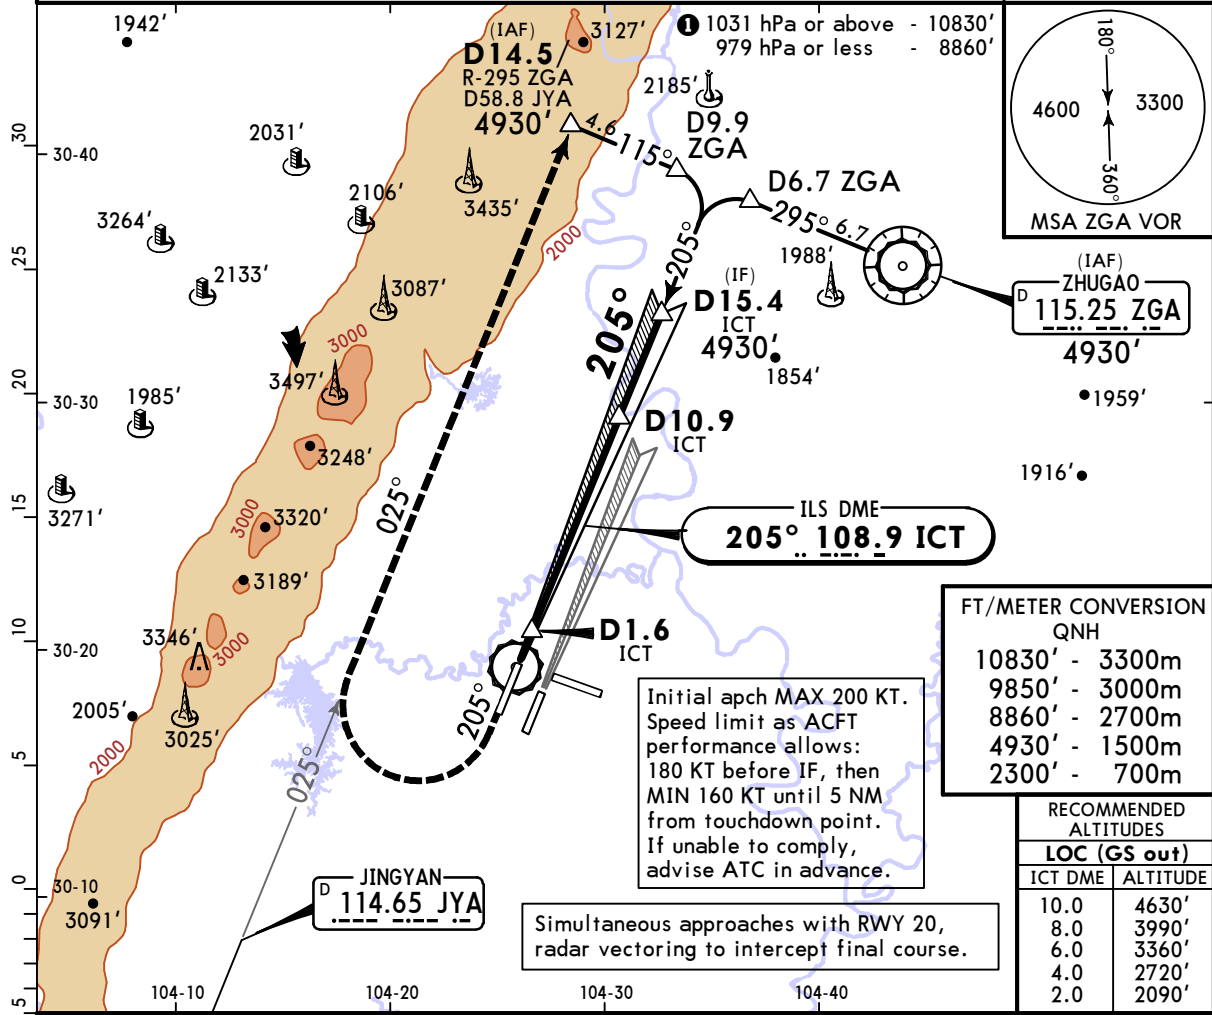 1942'
(IAF)
D14.5
R-295 ZGA
D58.8 JYA
4930'
3127'
❶ 1031 hPa or above - 10830'
979 hPa or less - 8860'
180°
4600
3300
360°
MSA ZGA VOR
2185'
D9.9
ZGA
4.6
115°
D6.7 ZGA
295°
6.7
(IAF)
ZHUGAO
D
115.25 ZGA
4930'
30
30-40
2031'
2106'
3435'
3264'
2133'
2000
25
3087'
205°
1988'
(IF)
D15.4
ICT
4930'
205°
1854'
3000
3497'
20
30-30
1985'
1959'
D10.9
ICT
3248'
1916'
3271'
15
3000
3320'
025°
ILS DME
205° 108.9 ICT
3189'
10
3346'
3000
30-20
D1.6
ICT
205°
FT/METER CONVERSION
QNH
10830' - 3300m
9850' - 3000m
8860' - 2700m
4930' - 1500m
2300' - 700m
2005'
3025'
2000
5
025°
Initial apch MAX 200 KT.
Speed limit as ACFT
performance allows:
180 KT before IF, then
MIN 160 KT until 5 NM
from touchdown point.
If unable to comply,
advise ATC in advance.
RECOMMENDED
ALTITUDES
LOC (GS out)
ICT DME ALTITUDE
10.0 4630'
8.0 3990'
6.0 3360'
4.0 2720'
2.0 2090'
0
30-10
3091'
JINGYAN
D
114.65 JYA
Simultaneous approaches with RWY 20,
radar vectoring to intercept final course.
5
104-10
104-20
104-30
104-40